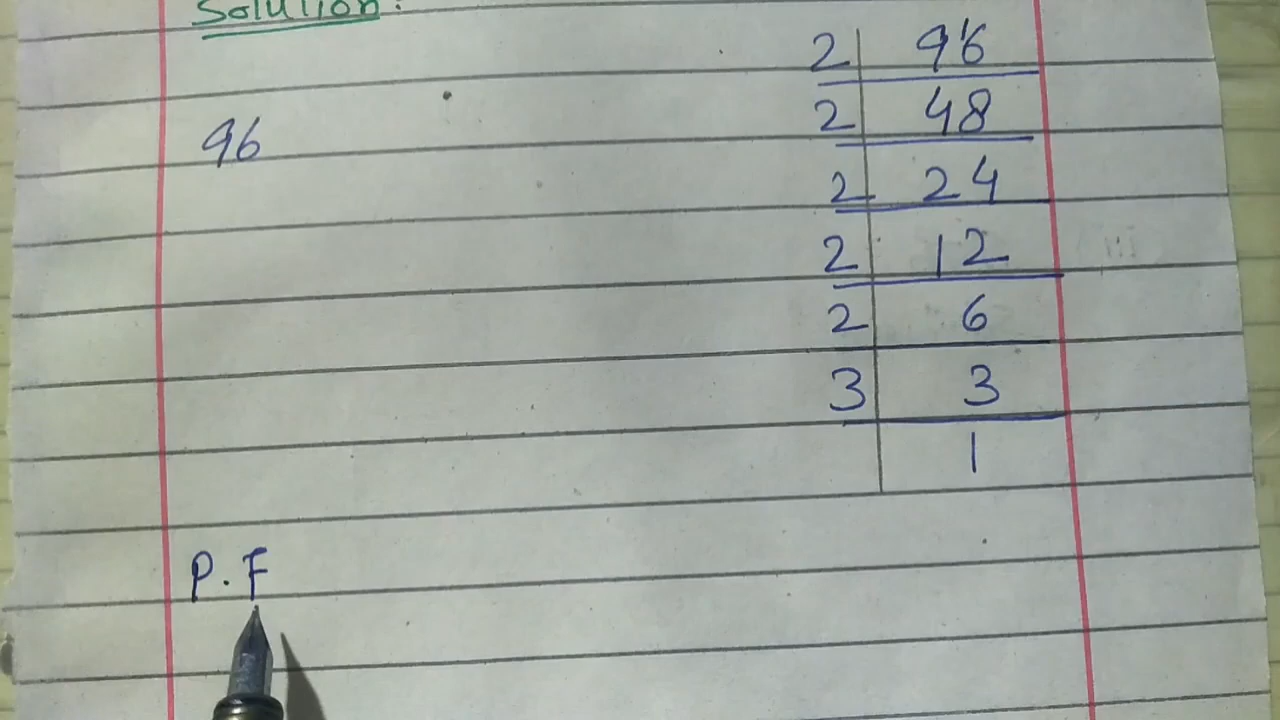 Solution:
2 | 96
2 | 48
96
2 | 24
2 | 12
2 | 6
3 | 3
| 1
P.F